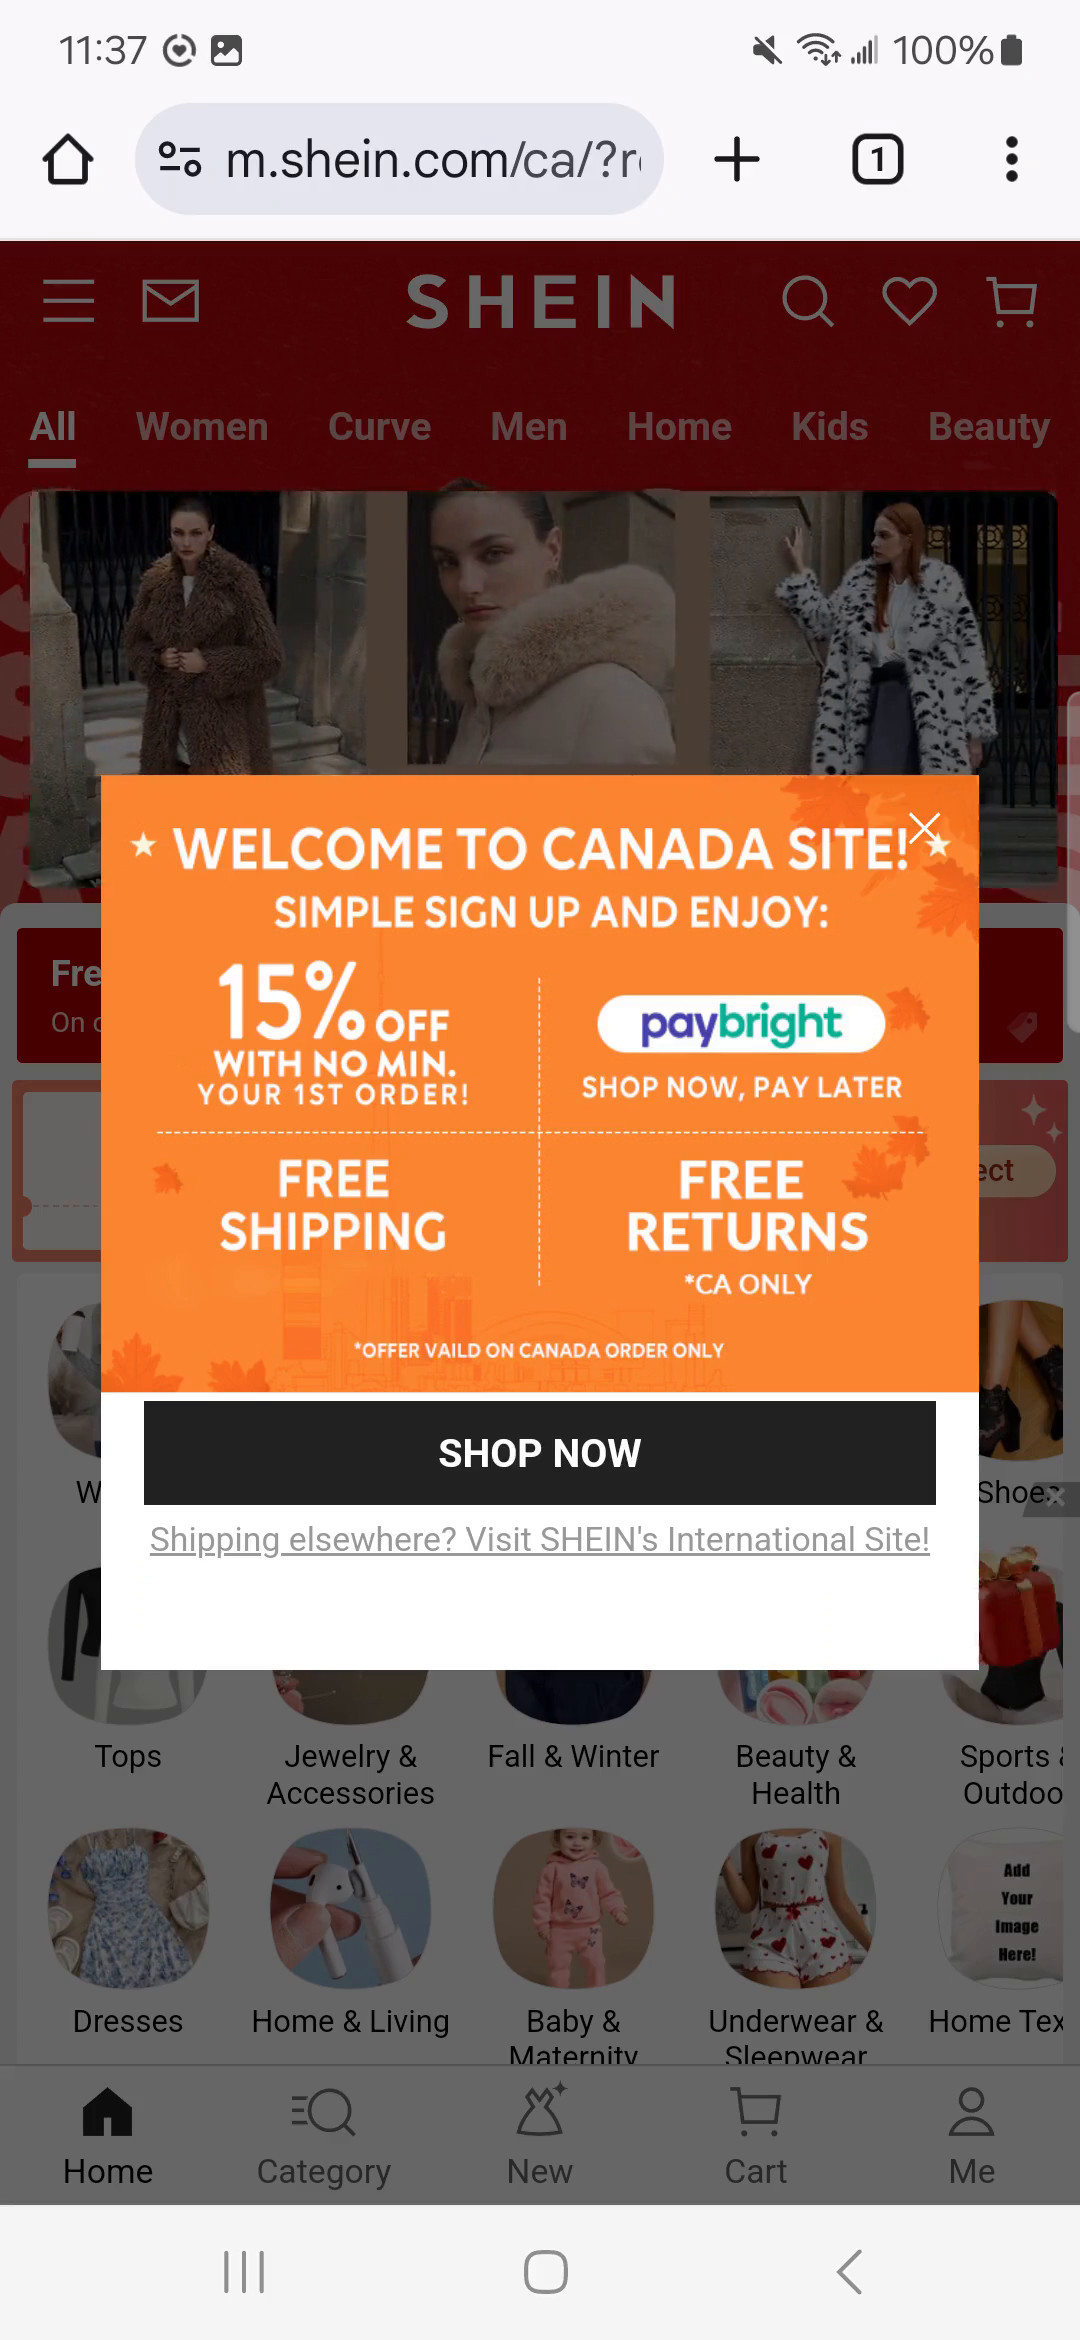 11:37
100%
m.shein.com/ca/?r
1
SHEIN
All Women Curve Men Home Kids Beauty
WELCOME TO CANADA SITE!
SIMPLE SIGN UP AND ENJOY:
15% OFF
WITH NO MIN.
YOUR 1ST ORDER!
paybright
SHOP NOW, PAY LATER
FREE
SHIPPING
FREE
RETURNS
*CA ONLY
*OFFER VAILD ON CANADA ORDER ONLY
SHOP NOW
Shipping elsewhere? Visit SHEIN's International Site!
Fre
On
ect
W
Shoes
Tops
Jewelry &
Accessories
Fall & Winter
Beauty &
Health
Sports &
Outdoo
Add
Your
Image
Here!
Dresses
Home & Living
Baby &
Maternity
Underwear &
Sleepwear
Home Tex
Home Category New Cart Me